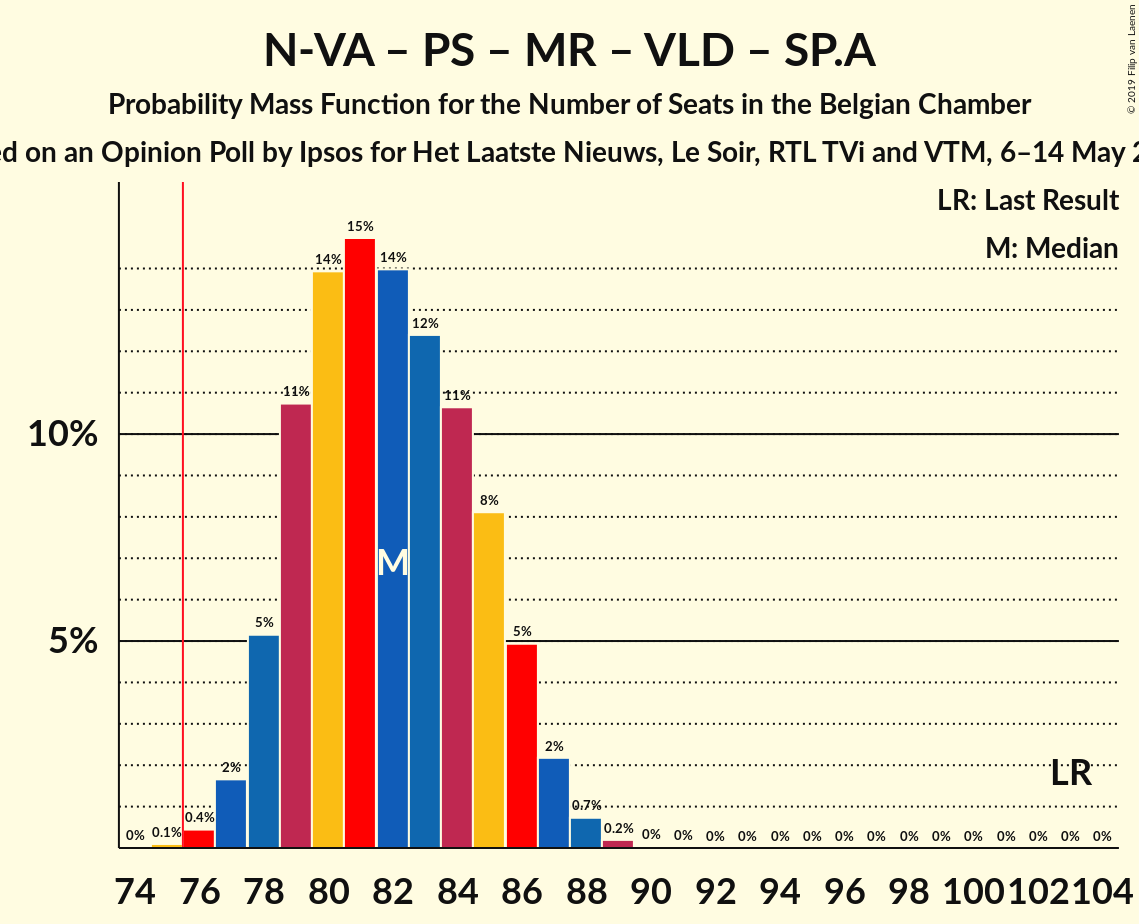 N-VA – PS – MR – VLD – SP.A
Probability Mass Function for the Number of Seats in the Belgian Chamber
ed on an Opinion Poll by Ipsos for Het Laatste Nieuws, Le Soir, RTL TVi and VTM, 6–14 May 2
© 2019 Filip van Laenen
LR: Last Result
M: Median
15%
14% 14%
12%
11% 11%
10%
8%
M
5% 5%
5%
2% 2%
LR
0% 0.1% 0.4% 0.7% 0.2% 0% 0% 0% 0% 0% 0% 0% 0% 0% 0% 0% 0% 0% 0% 0%
74 76 78 80 82 84 86 88 90 92 94 96 98 100 102 104